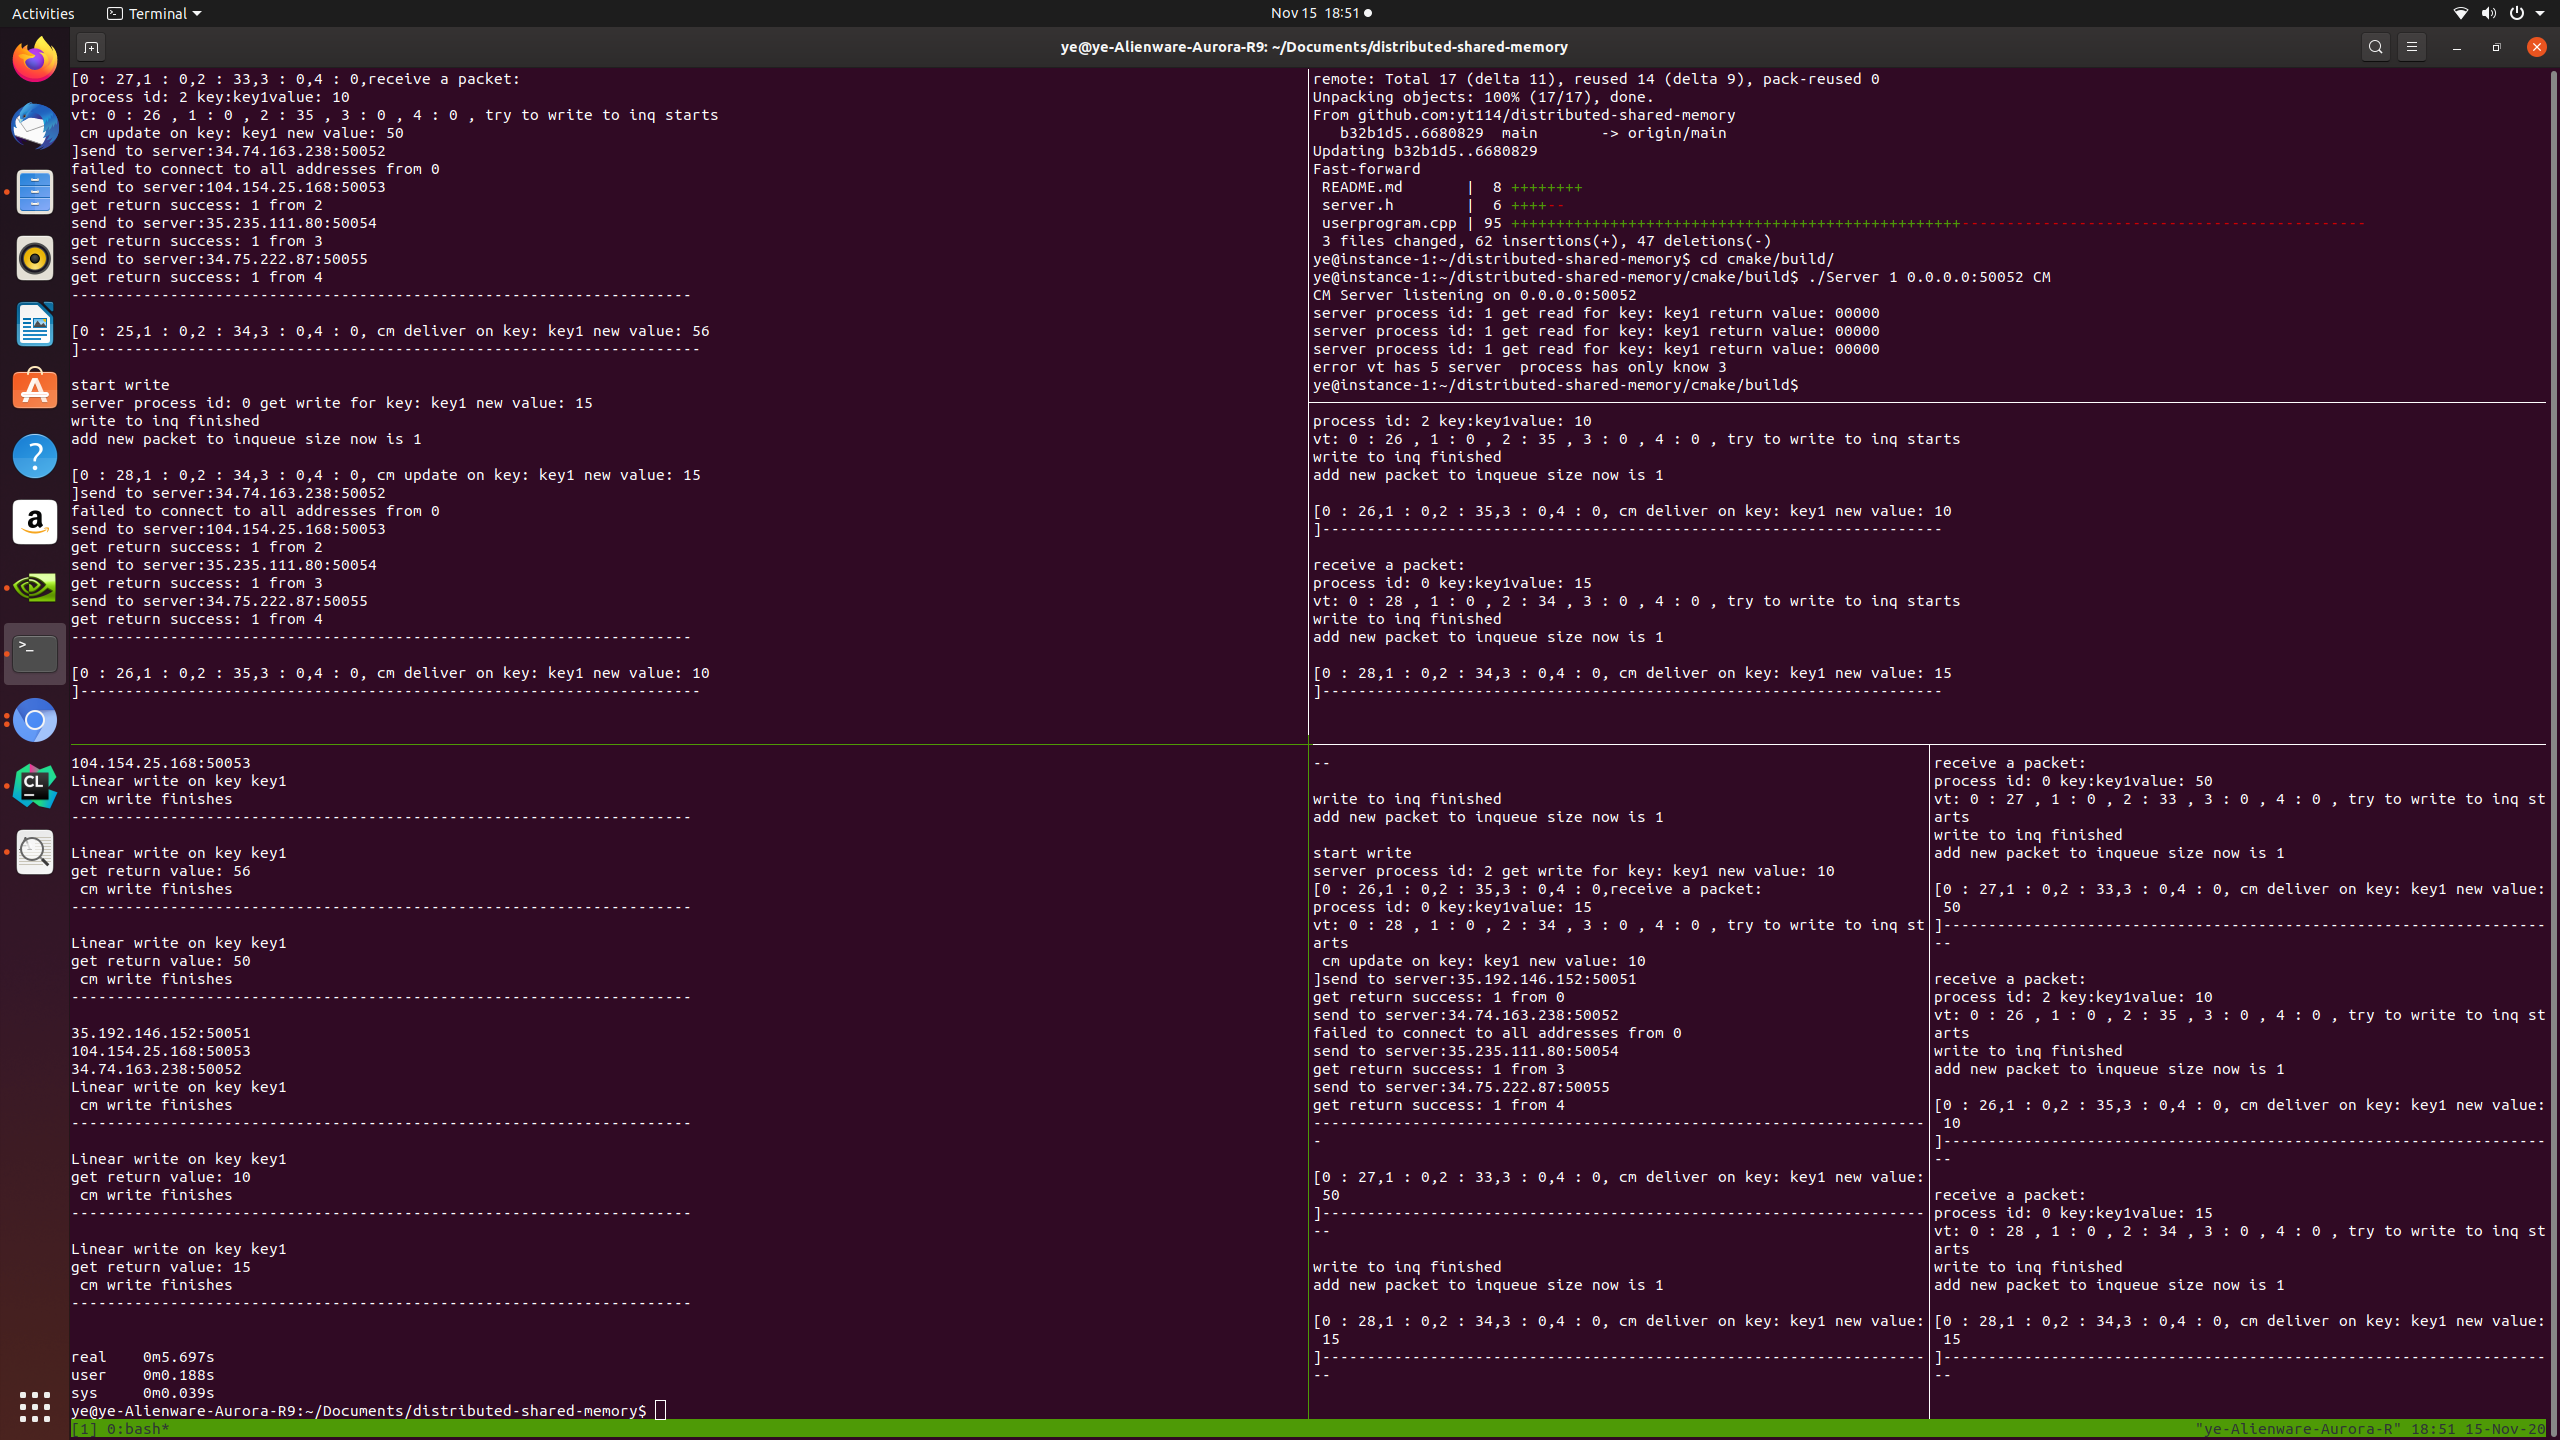 Activities
Terminal
Nov 15 18:51
ye@ye-Alienware-Aurora-R9: ~/Documents/distributed-shared-memory
[0 : 27,1 : 0,2 : 33,3 : 0,4 : 0,receive a packet:
process id: 2 key:key1value: 10
vt: 0 : 26 , 1 : 0 , 2 : 35 , 3 : 0 , 4 : 0 , try to write to inq starts
 cm update on key: key1 new value: 50
]send to server:34.74.163.238:50052
failed to connect to all addresses from 0
send to server:104.154.25.168:50053
get return success: 1 from 2
send to server:35.235.111.80:50054
get return success: 1 from 3
send to server:34.75.222.87:50055
get return success: 1 from 4
---------------------------------------------------------------------
[0 : 25,1 : 0,2 : 34,3 : 0,4 : 0, cm deliver on key: key1 new value: 56
]---------------------------------------------------------------------
start write
server process id: 0 get write for key: key1 new value: 15
write to inq finished
add new packet to inqueue size now is 1
[0 : 28,1 : 0,2 : 34,3 : 0,4 : 0, cm update on key: key1 new value: 15
]send to server:34.74.163.238:50052
failed to connect to all addresses from 0
send to server:104.154.25.168:50053
get return success: 1 from 2
send to server:35.235.111.80:50054
get return success: 1 from 3
send to server:34.75.222.87:50055
get return success: 1 from 4
---------------------------------------------------------------------
[0 : 26,1 : 0,2 : 35,3 : 0,4 : 0, cm deliver on key: key1 new value: 10
]---------------------------------------------------------------------
remote: Total 17 (delta 11), reused 14 (delta 9), pack-reused 0
Unpacking objects: 100% (17/17), done.
From github.com:yt114/distributed-shared-memory
   b32b1d5..6680829  main       -> origin/main
Updating b32b1d5..6680829
Fast-forward
 README.md       |  8 ++++++++
 server.h        |  6 ++++--
 userprogram.cpp | 95 ++++++++++++++++++++++++++++++++++++++++++++++++++---------------------------------------------
 3 files changed, 62 insertions(+), 47 deletions(-)
ye@instance-1:~/distributed-shared-memory$ cd cmake/build/
ye@instance-1:~/distributed-shared-memory/cmake/build$ ./Server 1 0.0.0.0:50052 CM
CM Server listening on 0.0.0.0:50052
server process id: 1 get read for key: key1 return value: 00000
server process id: 1 get read for key: key1 return value: 00000
server process id: 1 get read for key: key1 return value: 00000
error vt has 5 server  process has only know 3
ye@instance-1:~/distributed-shared-memory/cmake/build$
process id: 2 key:key1value: 10
vt: 0 : 26 , 1 : 0 , 2 : 35 , 3 : 0 , 4 : 0 , try to write to inq starts
write to inq finished
add new packet to inqueue size now is 1
[0 : 26,1 : 0,2 : 35,3 : 0,4 : 0, cm deliver on key: key1 new value: 10
]---------------------------------------------------------------------
receive a packet:
process id: 0 key:key1value: 15
vt: 0 : 28 , 1 : 0 , 2 : 34 , 3 : 0 , 4 : 0 , try to write to inq starts
write to inq finished
add new packet to inqueue size now is 1
[0 : 28,1 : 0,2 : 34,3 : 0,4 : 0, cm deliver on key: key1 new value: 15
]---------------------------------------------------------------------
104.154.25.168:50053
Linear write on key key1
 cm write finishes
---------------------------------------------------------------------
Linear write on key key1
get return value: 56
 cm write finishes
---------------------------------------------------------------------
Linear write on key key1
get return value: 50
 cm write finishes
---------------------------------------------------------------------
35.192.146.152:50051
104.154.25.168:50053
34.74.163.238:50052
Linear write on key key1
 cm write finishes
---------------------------------------------------------------------
Linear write on key key1
get return value: 10
 cm write finishes
---------------------------------------------------------------------
Linear write on key key1
get return value: 15
 cm write finishes
---------------------------------------------------------------------
real    0m5.697s
user    0m0.188s
sys     0m0.039s
ye@ye-Alienware-Aurora-R9:~/Documents/distributed-shared-memory$
--
write to inq finished
add new packet to inqueue size now is 1
start write
server process id: 2 get write for key: key1 new value: 10
[0 : 26,1 : 0,2 : 35,3 : 0,4 : 0,receive a packet:
process id: 0 key:key1value: 15
vt: 0 : 28 , 1 : 0 , 2 : 34 , 3 : 0 , 4 : 0 , try to write to inq st
arts
 cm update on key: key1 new value: 10
]send to server:35.192.146.152:50051
get return success: 1 from 0
send to server:34.74.163.238:50052
failed to connect to all addresses from 0
send to server:35.235.111.80:50054
get return success: 1 from 3
send to server:34.75.222.87:50055
get return success: 1 from 4
--------------------------------------------------------------------
-
[0 : 27,1 : 0,2 : 33,3 : 0,4 : 0, cm deliver on key: key1 new value:
 50
]-------------------------------------------------------------------
--
write to inq finished
add new packet to inqueue size now is 1
[0 : 28,1 : 0,2 : 34,3 : 0,4 : 0, cm deliver on key: key1 new value:
 15
]-------------------------------------------------------------------
--
receive a packet:
process id: 0 key:key1value: 50
vt: 0 : 27 , 1 : 0 , 2 : 33 , 3 : 0 , 4 : 0 , try to write to inq st
arts
write to inq finished
add new packet to inqueue size now is 1
[0 : 27,1 : 0,2 : 33,3 : 0,4 : 0, cm deliver on key: key1 new value:
 50
]-------------------------------------------------------------------
--
receive a packet:
process id: 2 key:key1value: 10
vt: 0 : 26 , 1 : 0 , 2 : 35 , 3 : 0 , 4 : 0 , try to write to inq st
arts
write to inq finished
add new packet to inqueue size now is 1
[0 : 26,1 : 0,2 : 35,3 : 0,4 : 0, cm deliver on key: key1 new value:
 10
]-------------------------------------------------------------------
--
receive a packet:
process id: 0 key:key1value: 15
vt: 0 : 28 , 1 : 0 , 2 : 34 , 3 : 0 , 4 : 0 , try to write to inq st
arts
write to inq finished
add new packet to inqueue size now is 1
[0 : 28,1 : 0,2 : 34,3 : 0,4 : 0, cm deliver on key: key1 new value:
 15
]-------------------------------------------------------------------
--
[1] 0:bash*
"ye-Alienware-Aurora-R" 18:51 15-Nov-20